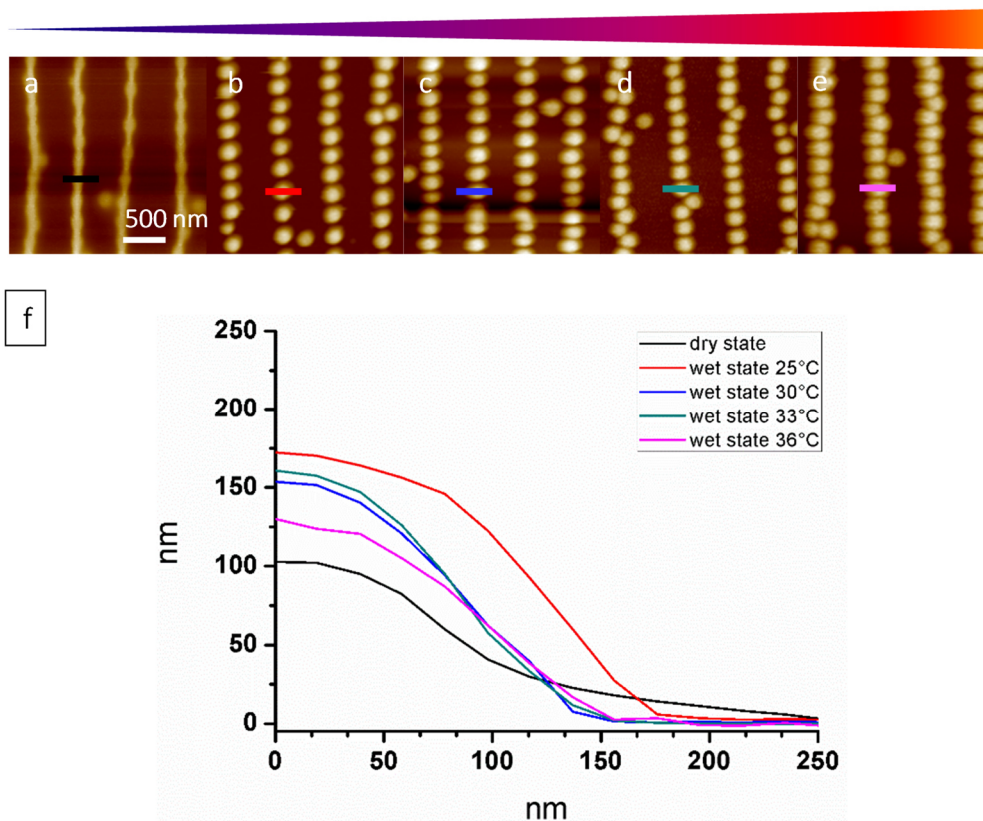 a b c d e
500 nm
f
250
200
150
100
50
0
nm
dry state
wet state 25°C
wet state 30°C
wet state 33°C
wet state 36°C
0 50 100 150 200 250
nm